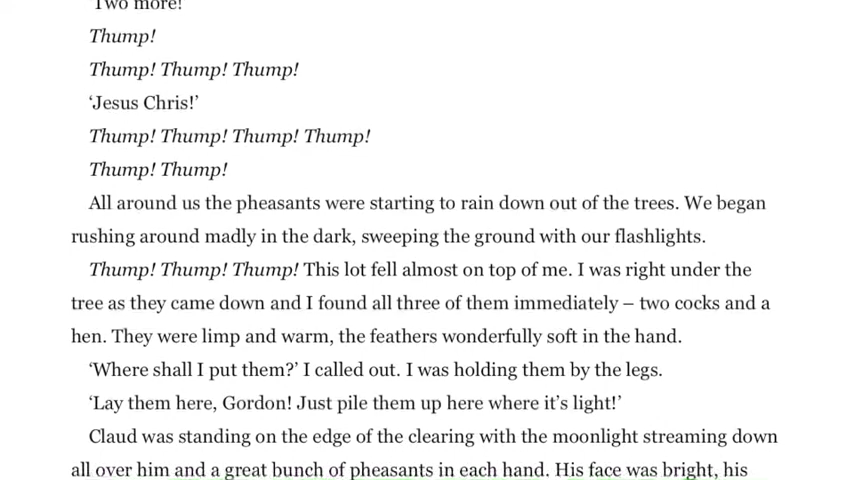 ‘Two more!’
Thump!
Thump! Thump! Thump!
‘Jesus Chris!’
Thump! Thump! Thump! Thump!
Thump! Thump!
All around us the pheasants were starting to rain down out of the trees. We began
rushing around madly in the dark, sweeping the ground with our flashlights.
Thump! Thump! Thump! This lot fell almost on top of me. I was right under the
tree as they came down and I found all three of them immediately – two cocks and a
hen. They were limp and warm, the feathers wonderfully soft in the hand.
‘Where shall I put them?’ I called out. I was holding them by the legs.
‘Lay them here, Gordon! Just pile them up here where it’s light!’
Claud was standing on the edge of the clearing with the moonlight streaming down
all over him and a great bunch of pheasants in each hand. His face was bright, his